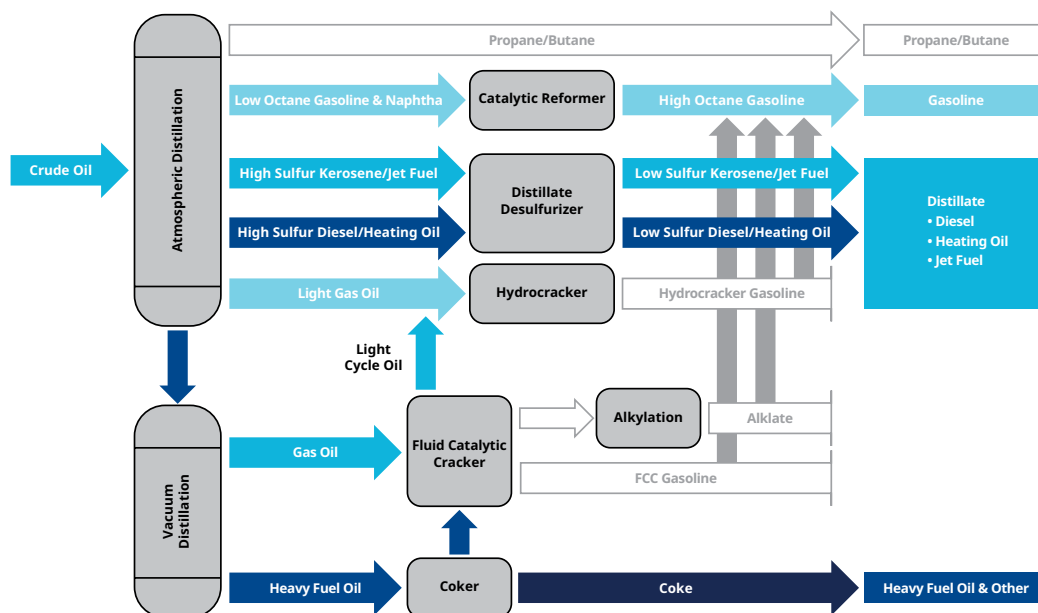 Propane/Butane
Propane/Butane
Low Octane Gasoline & Naphtha
Catalytic Reformer
High Octane Gasoline
Gasoline
Crude Oil
Atmospheric Distillation
High Sulfur Kerosene/Jet Fuel
Distillate
Desulfurizer
Low Sulfur Kerosene/Jet Fuel
High Sulfur Diesel/Heating Oil
Low Sulfur Diesel/Heating Oil
Distillate
• Diesel
• Heating Oil
• Jet Fuel
Light Gas Oil
Hydrocracker
Hydrocracker Gasoline
Light
Cycle Oil
Alkylation
Alklate
Gas Oil
Fluid Catalytic
Cracker
FCC Gasoline
Vacuum
Distillation
Heavy Fuel Oil
Coker
Coke
Heavy Fuel Oil & Other